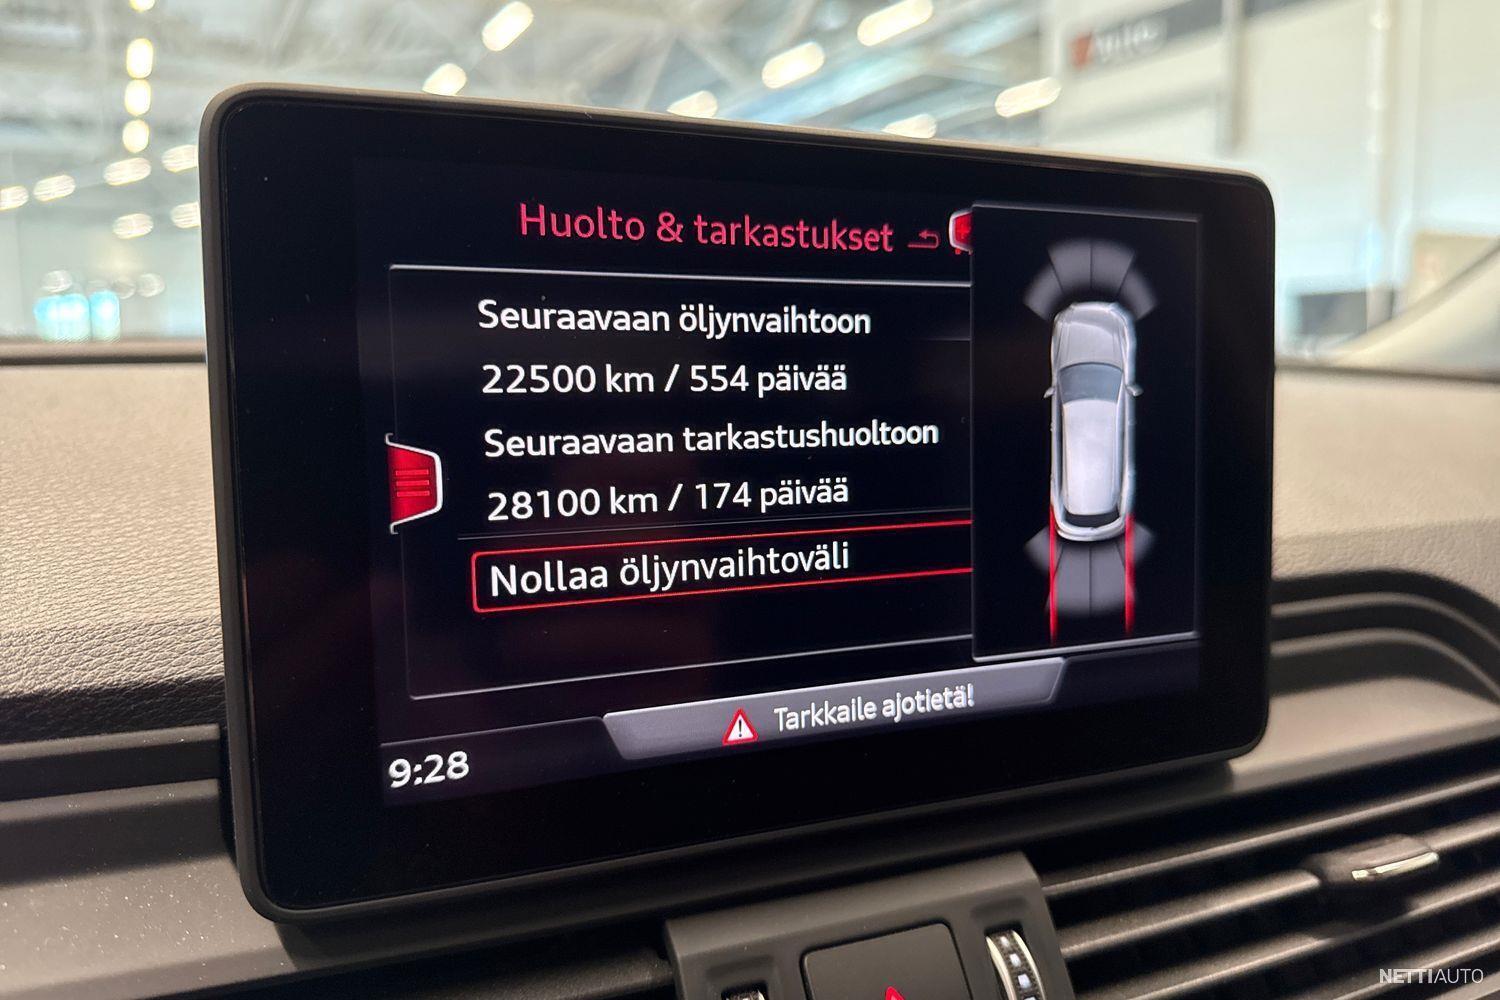 Huolto & tarkastukset
Seuraavaan öljynvaihtoon
22500 km / 554 päivää
Seuraavaan tarkastushuoltoon
28100 km / 174 päivää
Nollaa öljynvaihtoväli
Tarkkaile ajotietä!
9:28
NETTIAUTO